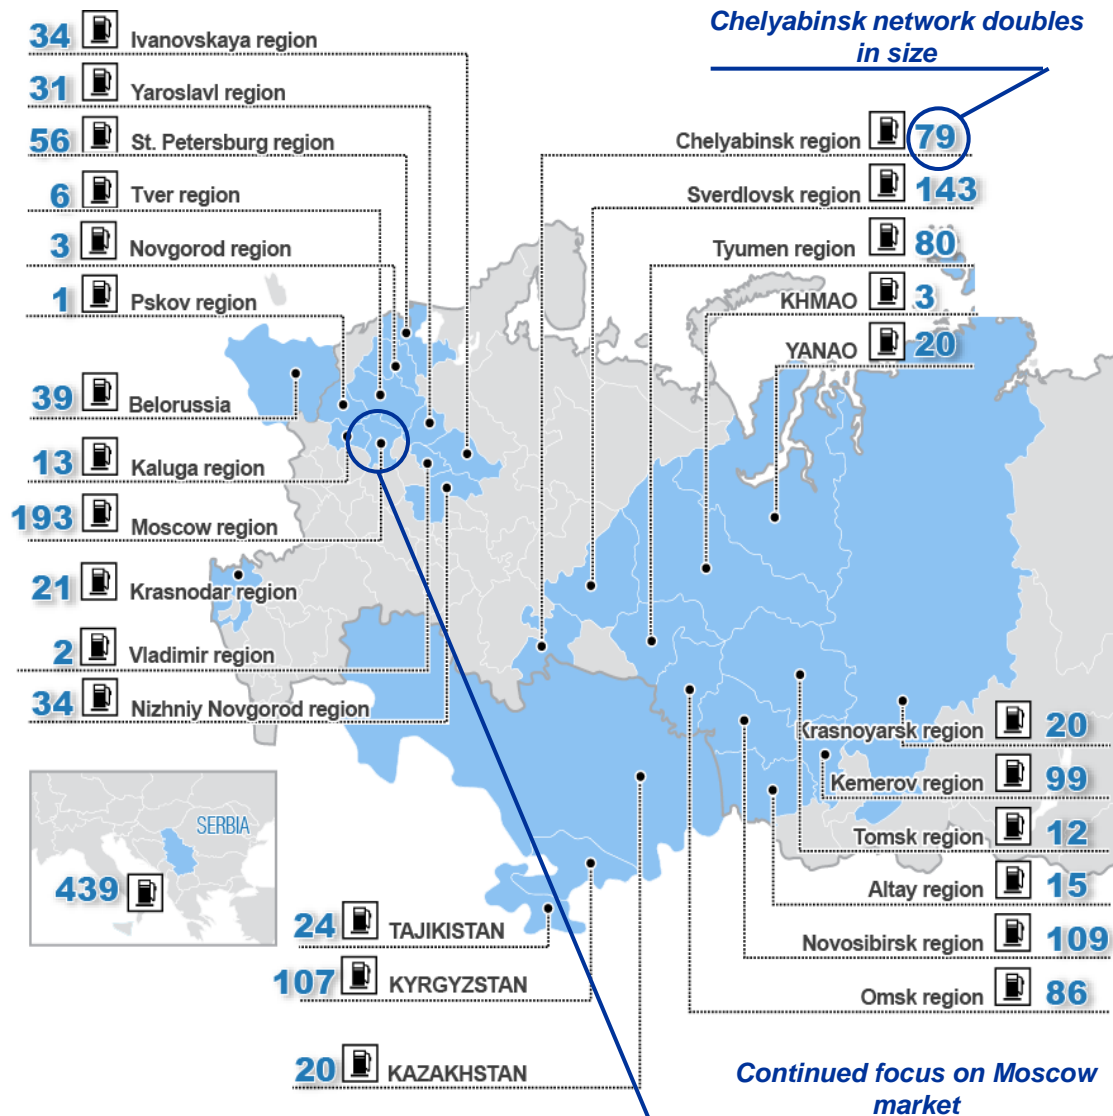 Chelyabinsk network doubles
in size
34 Ivanovskaya region
31 Yaroslavl region
56 St. Petersburg region
6 Tver region
3 Novgorod region
1 Pskov region
39 Belorussia
13 Kaluga region
193 Moscow region
21 Krasnodar region
2 Vladimir region
34 Nizhniy Novgorod region
Chelyabinsk region 79
Sverdlovsk region 143
Tyumen region 80
KHMAO 3
YANAO 20
Krasnoyarsk region 20
Kemerov region 99
Tomsk region 12
Altay region 15
Novosibirsk region 109
Omsk region 86
SERBIA
439
24 TAJIKISTAN
107 KYRGYZSTAN
20 KAZAKHSTAN
Continued focus on Moscow
market